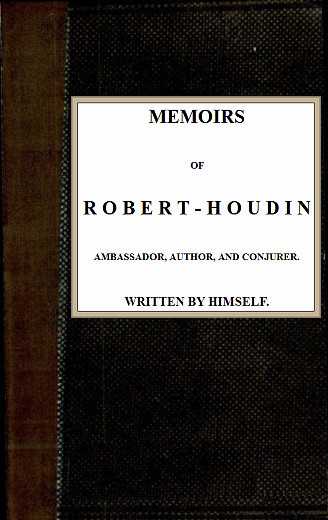 MEMOIRS
OF
ROBERT-HOUDIN
AMBASSADOR, AUTHOR, AND CONJURER.
WRITTEN BY HIMSELF.